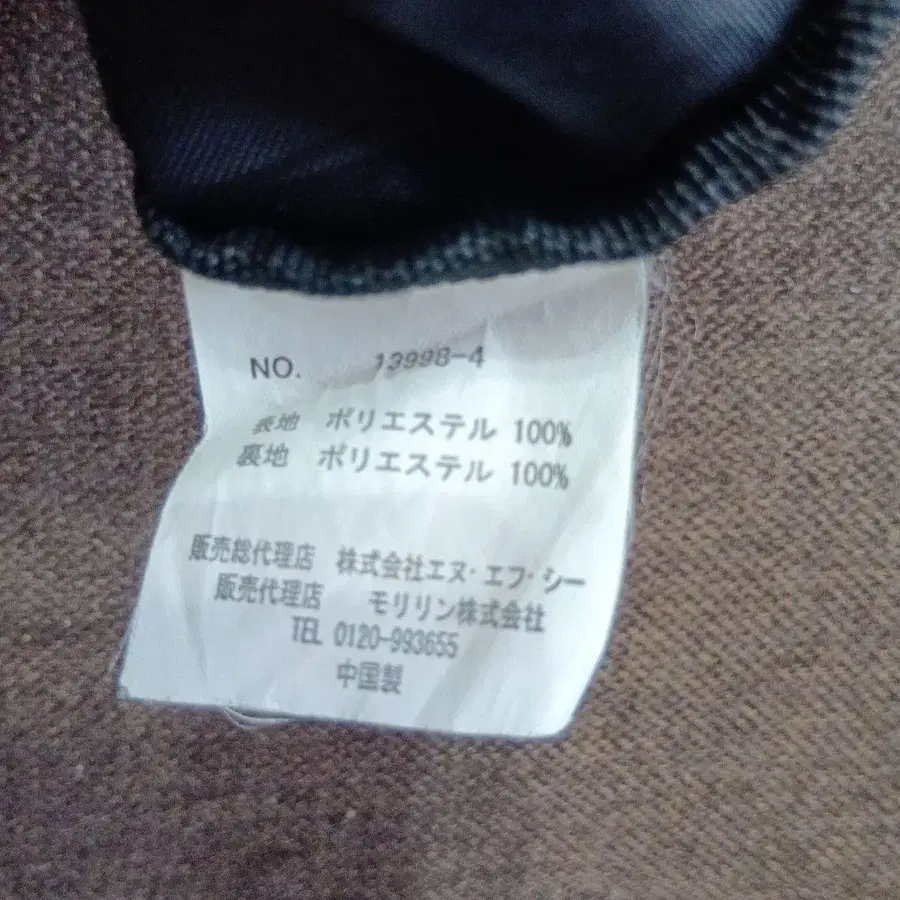 NO. 13998-4
表地 ポリエステル 100%
裏地 ポリエステル 100%
販売総代理店 株式会社エヌ・エフ・シー
販売代理店 モリリン株式会社
TEL 0120-993655
中国製